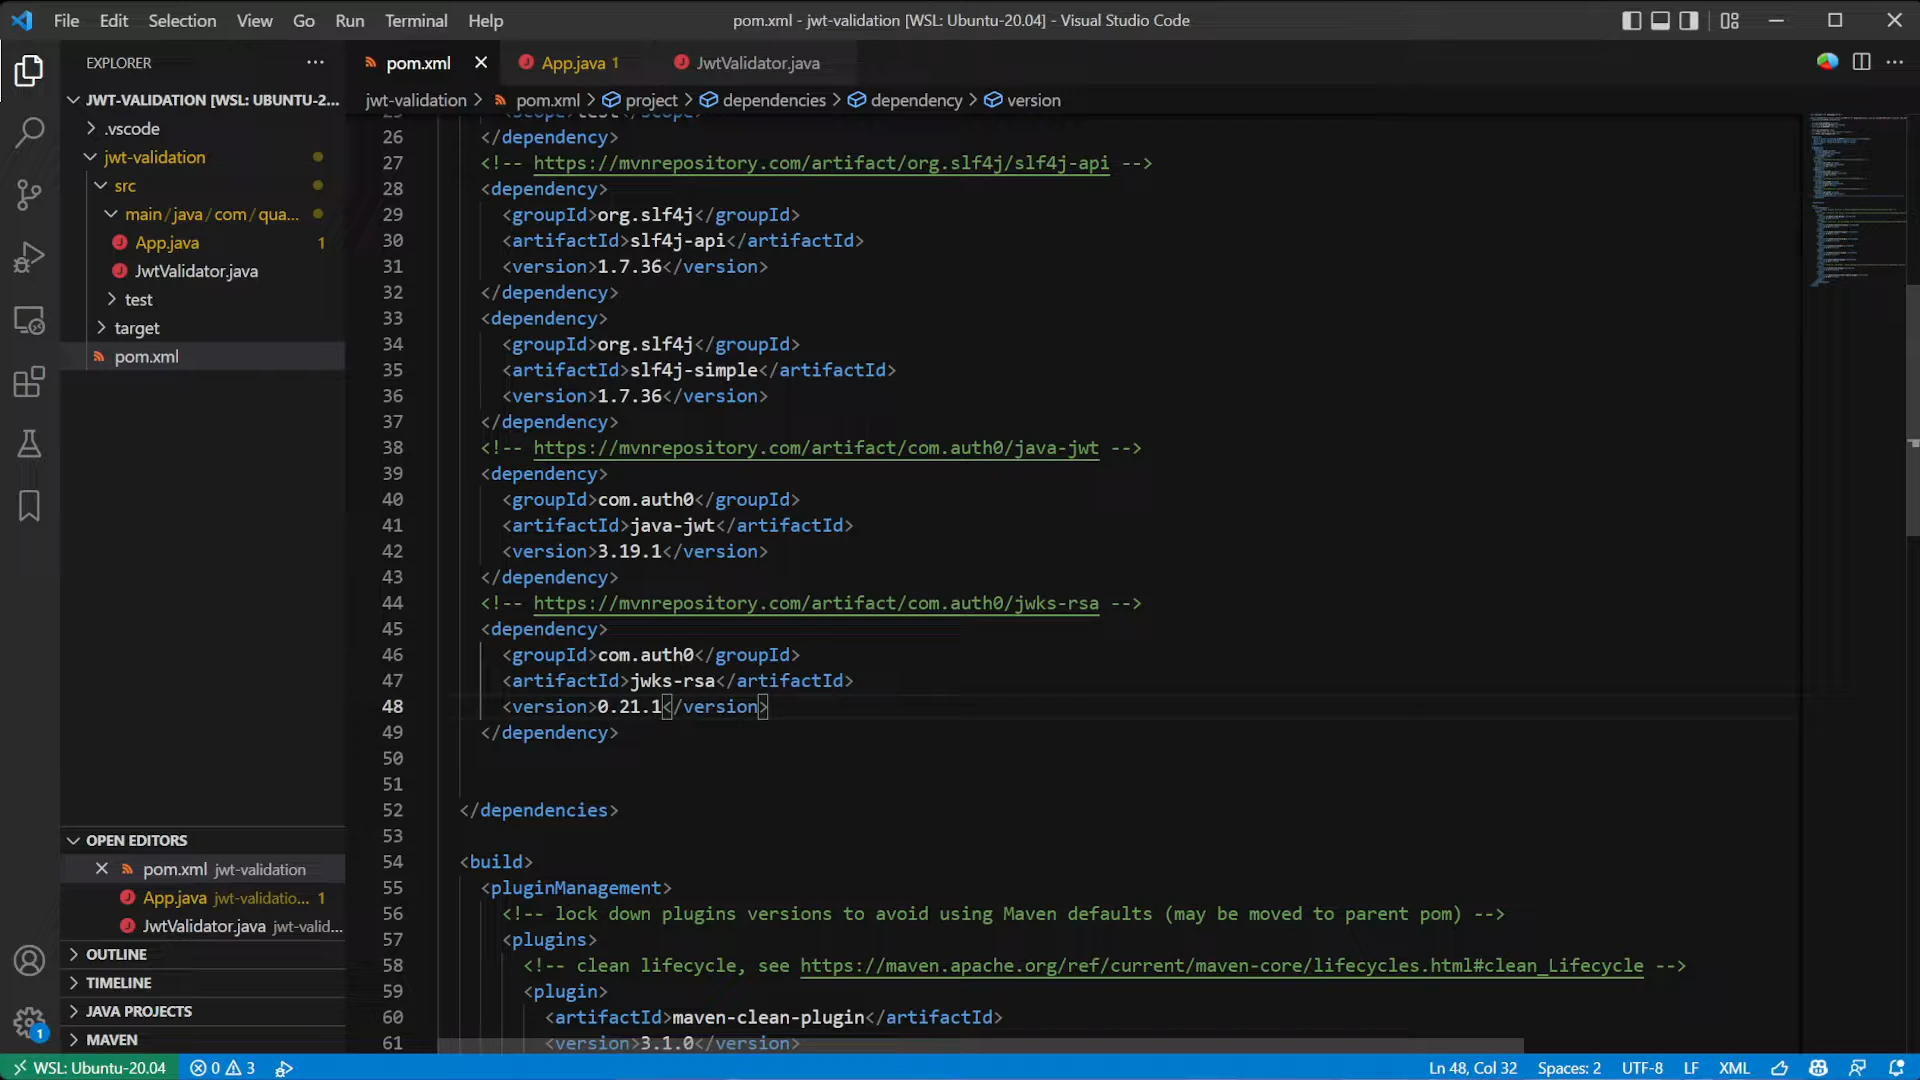 File Edit Selection View Go Run Terminal Help
pom.xml - jwt-validation [WSL: Ubuntu-20.04] - Visual Studio Code
EXPLORER
pom.xml
App.java 1
JwtValidator.java
JWT-VALIDATION [WSL: UBUNTU-2...
jwt-validation > pom.xml > project > dependencies > dependency > version
.vscode
jwt-validation
src
main/java/com/qua...
App.java 1
JwtValidator.java
test
target
pom.xml
25 <scope>test</scope>
26 </dependency>
27 <!-- https://mvnrepository.com/artifact/org.slf4j/slf4j-api -->
28 <dependency>
29 <groupId>org.slf4j</groupId>
30 <artifactId>slf4j-api</artifactId>
31 <version>1.7.36</version>
32 </dependency>
33 <dependency>
34 <groupId>org.slf4j</groupId>
35 <artifactId>slf4j-simple</artifactId>
36 <version>1.7.36</version>
37 </dependency>
38 <!-- https://mvnrepository.com/artifact/com.auth0/java-jwt -->
39 <dependency>
40 <groupId>com.auth0</groupId>
41 <artifactId>java-jwt</artifactId>
42 <version>3.19.1</version>
43 </dependency>
44 <!-- https://mvnrepository.com/artifact/com.auth0/jwks-rsa -->
45 <dependency>
46 <groupId>com.auth0</groupId>
47 <artifactId>jwks-rsa</artifactId>
48 <version>0.21.1</version>
49 </dependency>
50
51
52 </dependencies>
53
54 <build>
55 <pluginManagement>
56 <!-- lock down plugins versions to avoid using Maven defaults (may be moved to parent pom) -->
57 <plugins>
58 <!-- clean lifecycle, see https://maven.apache.org/ref/current/maven-core/lifecycles.html#clean_Lifecycle -->
59 <plugin>
60 <artifactId>maven-clean-plugin</artifactId>
61 <version>3.1.0</version>
OPEN EDITORS
pom.xml jwt-validation
App.java jwt-validatio... 1
JwtValidator.java jwt-valid...
OUTLINE
TIMELINE
JAVA PROJECTS
MAVEN
1
WSL: Ubuntu-20.04 0 3
Ln 48, Col 32 Spaces: 2 UTF-8 LF XML